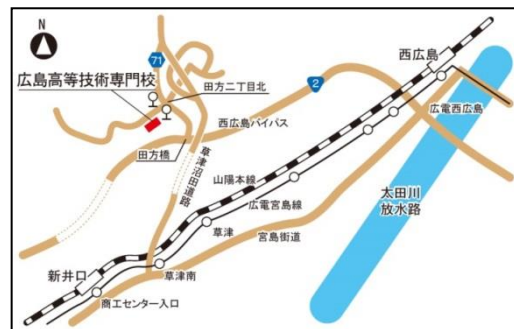 N
71
西広島
広島高等技術専門校
田方二丁目北
2
広電西広島
西広島バイパス
田方橋
草津沼田道路
山陽本線
太田川
放水路
広電宮島線
草津
宮島街道
新井口
草津南
商工センター入口